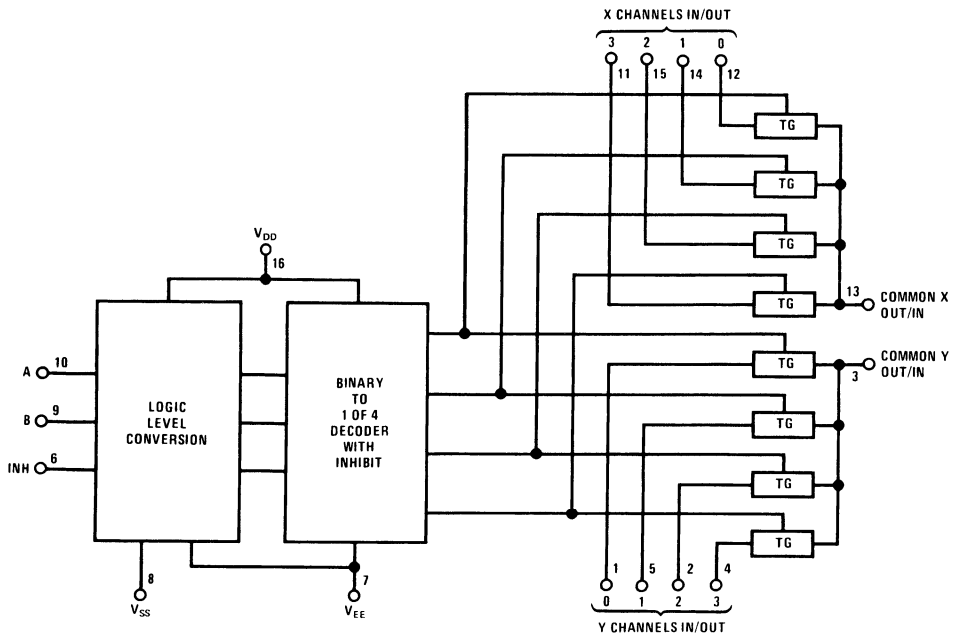 X CHANNELS IN/OUT
3 2 1 0
11 15 14 12
TG
TG
TG
TG
13
COMMON X
OUT/IN
VDD
16
A 10
B 9
INH 6
LOGIC
LEVEL
CONVERSION
BINARY
TO
1 OF 4
DECODER
WITH
INHIBIT
TG
TG
TG
TG
3
COMMON Y
OUT/IN
8
VSS
7
VEE
1 5 2 4
0 1 2 3
Y CHANNELS IN/OUT